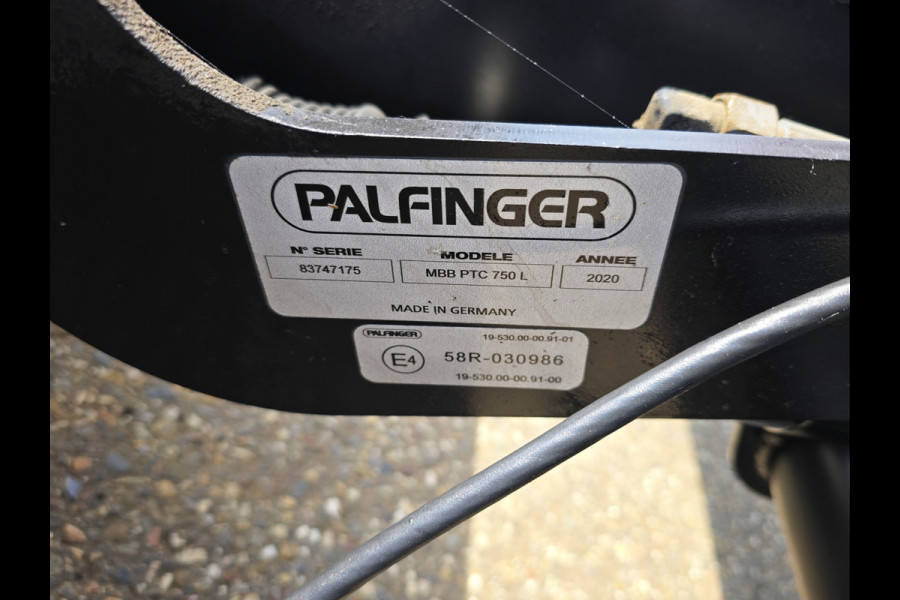 PALFINGER
N° SERIE MODELE ANNEE
83747175 MBB PTC 750 L 2020
MADE IN GERMANY
PALFINGER 19-530.00-00.91-01
E4 58R-030986
19-530.00-00.91-00